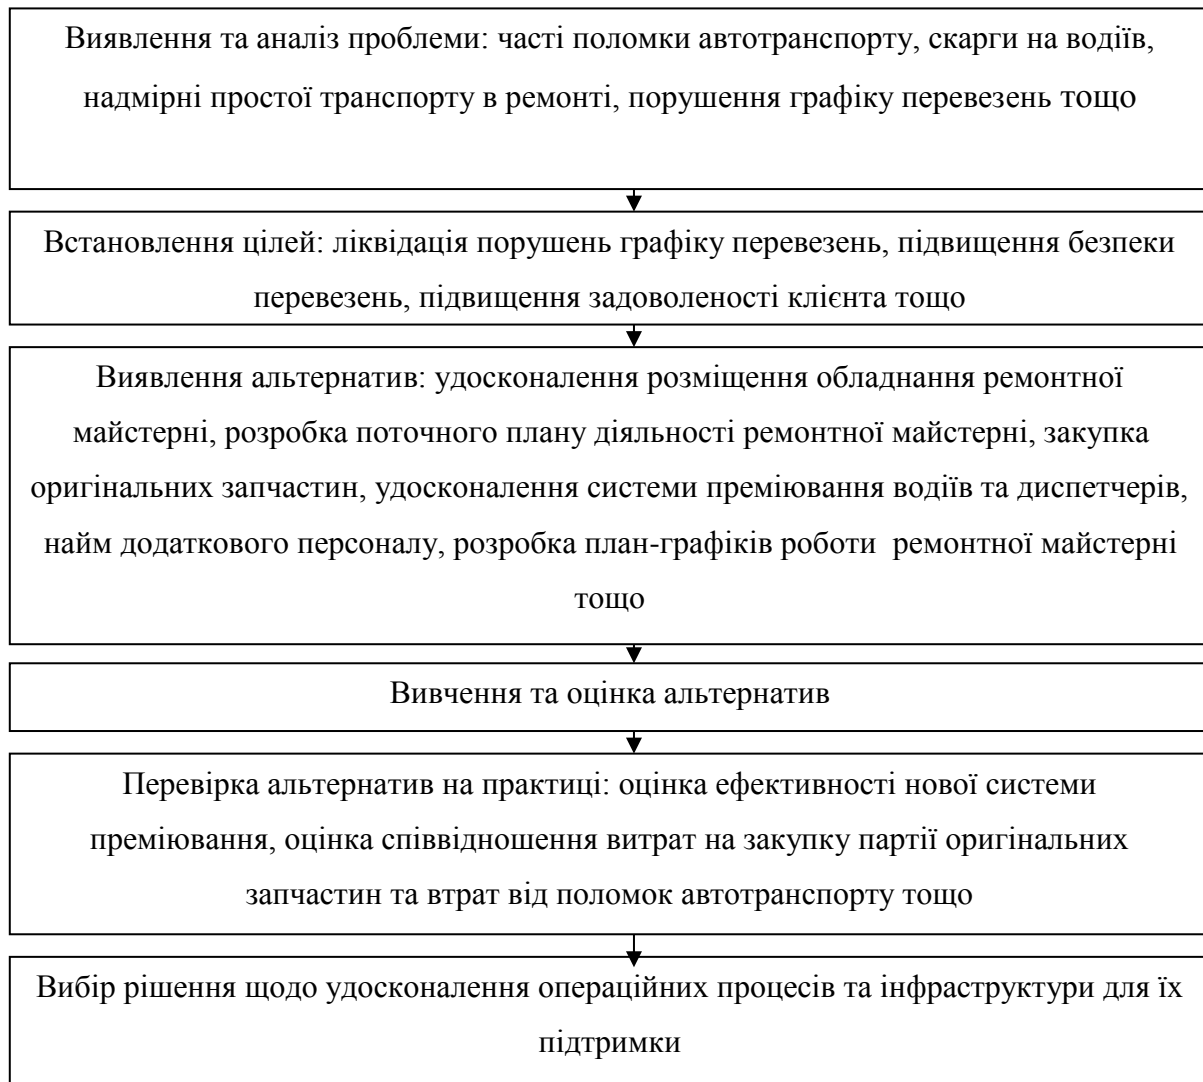 Виявлення та аналіз проблеми: часті поломки автотранспорту, скарги на водіїв,
надмірні простої транспорту в ремонті, порушення графіку перевезень тощо
Встановлення цілей: ліквідація порушень графіку перевезень, підвищення безпеки
перевезень, підвищення задоволеності клієнта тощо
Виявлення альтернатив: удосконалення розміщення обладнання ремонтної
майстерні, розробка поточного плану діяльності ремонтної майстерні, закупка
оригінальних запчастин, удосконалення системи преміювання водіїв та диспетчерів,
найм додаткового персоналу, розробка план-графіків роботи ремонтної майстерні
тощо
Вивчення та оцінка альтернатив
Перевірка альтернатив на практиці: оцінка ефективності нової системи
преміювання, оцінка співвідношення витрат на закупку партії оригінальних
запчастин та втрат від поломок автотранспорту тощо
Вибір рішення щодо удосконалення операційних процесів та інфраструктури для їх
підтримки